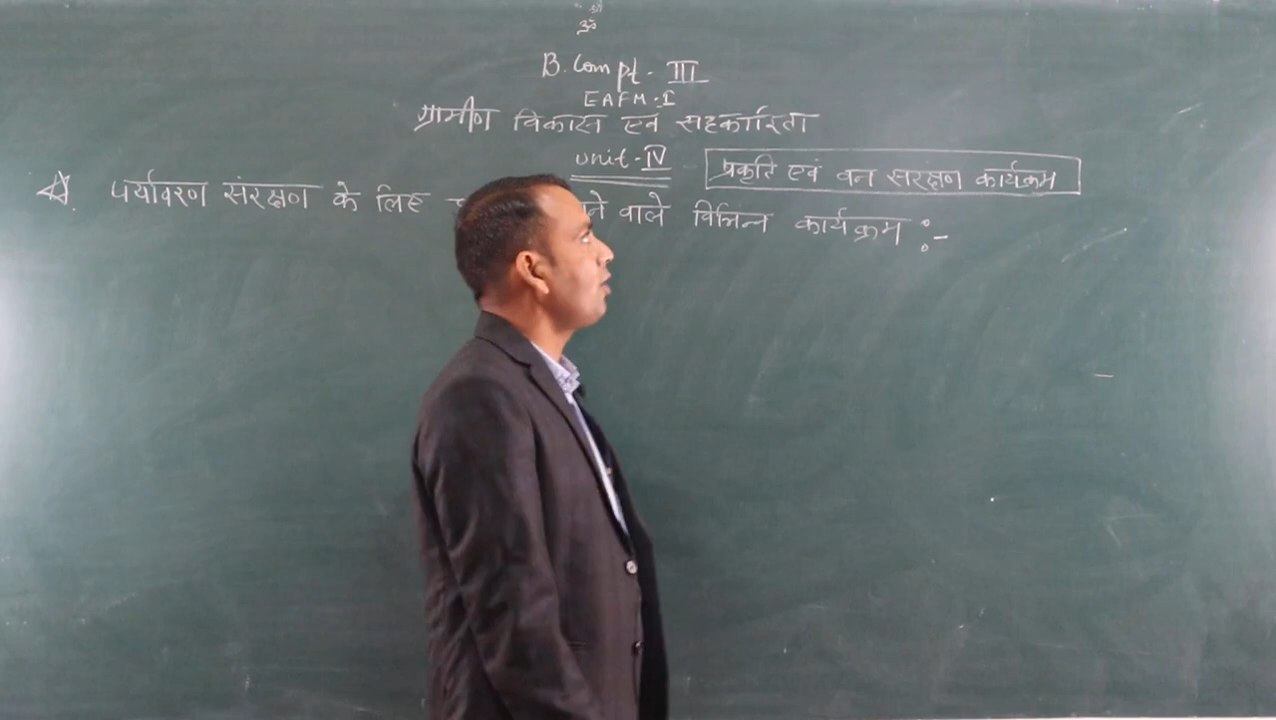 ॐ
B. Com pt. III
EAFM-I
ग्रामीण विकास एवं सहकारिता
Unit-IV
प्रकृति एवं वन सरंक्षण कार्यक्रम
पर्यावरण संरक्षण के लिए वाले विभिन्न कार्यक्रम :-